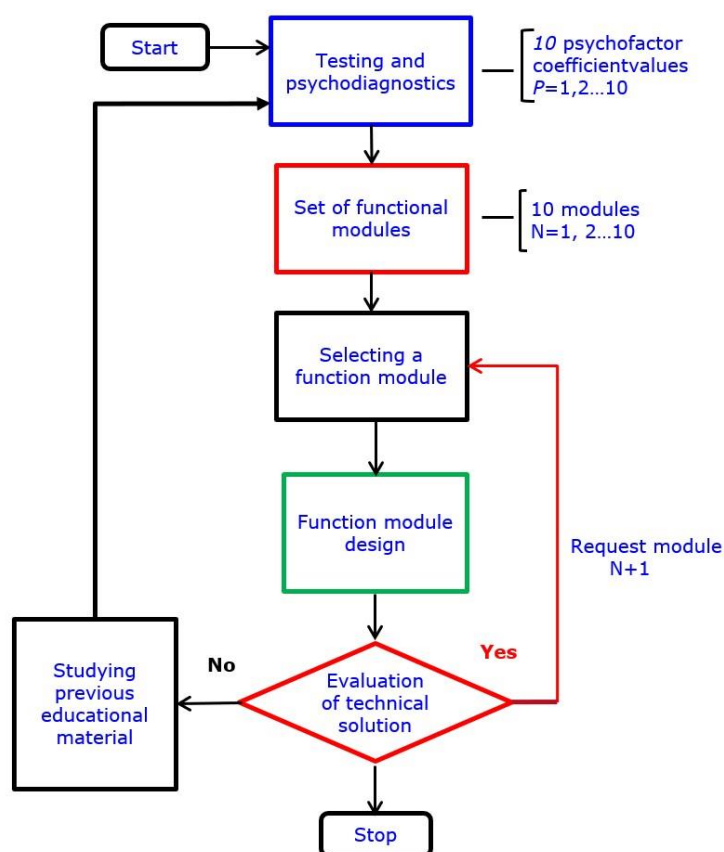 Start
Testing and
psychodiagnostics
10 psychofactor
coefficientvalues
P=1,2...10
Set of functional
modules
10 modules
N=1, 2...10
Selecting a
function module
Function module
design
Request module
N+1
No
Yes
Studying
previous
educational
material
Evaluation
of technical
solution
Stop